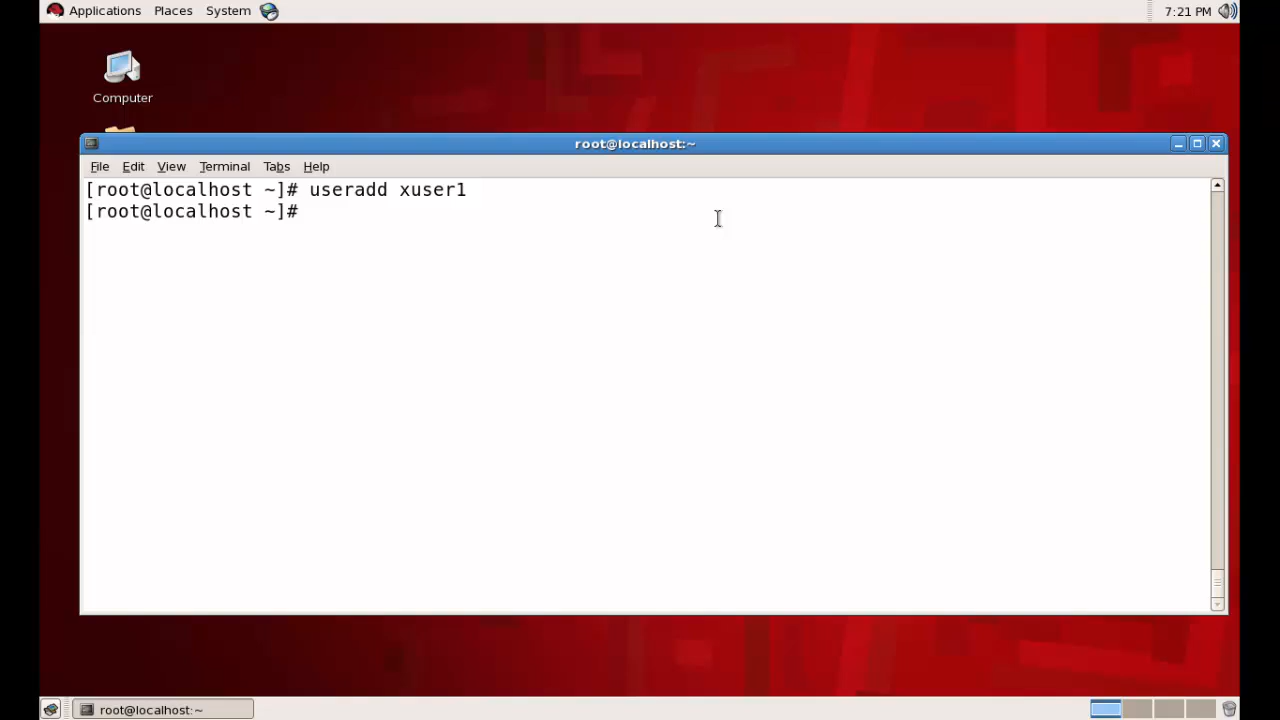 Applications Places System 7:21 PM
Computer
root@localhost:~
File Edit View Terminal Tabs Help
[root@localhost ~]# useradd xuser1
[root@localhost ~]#
root@localhost:~